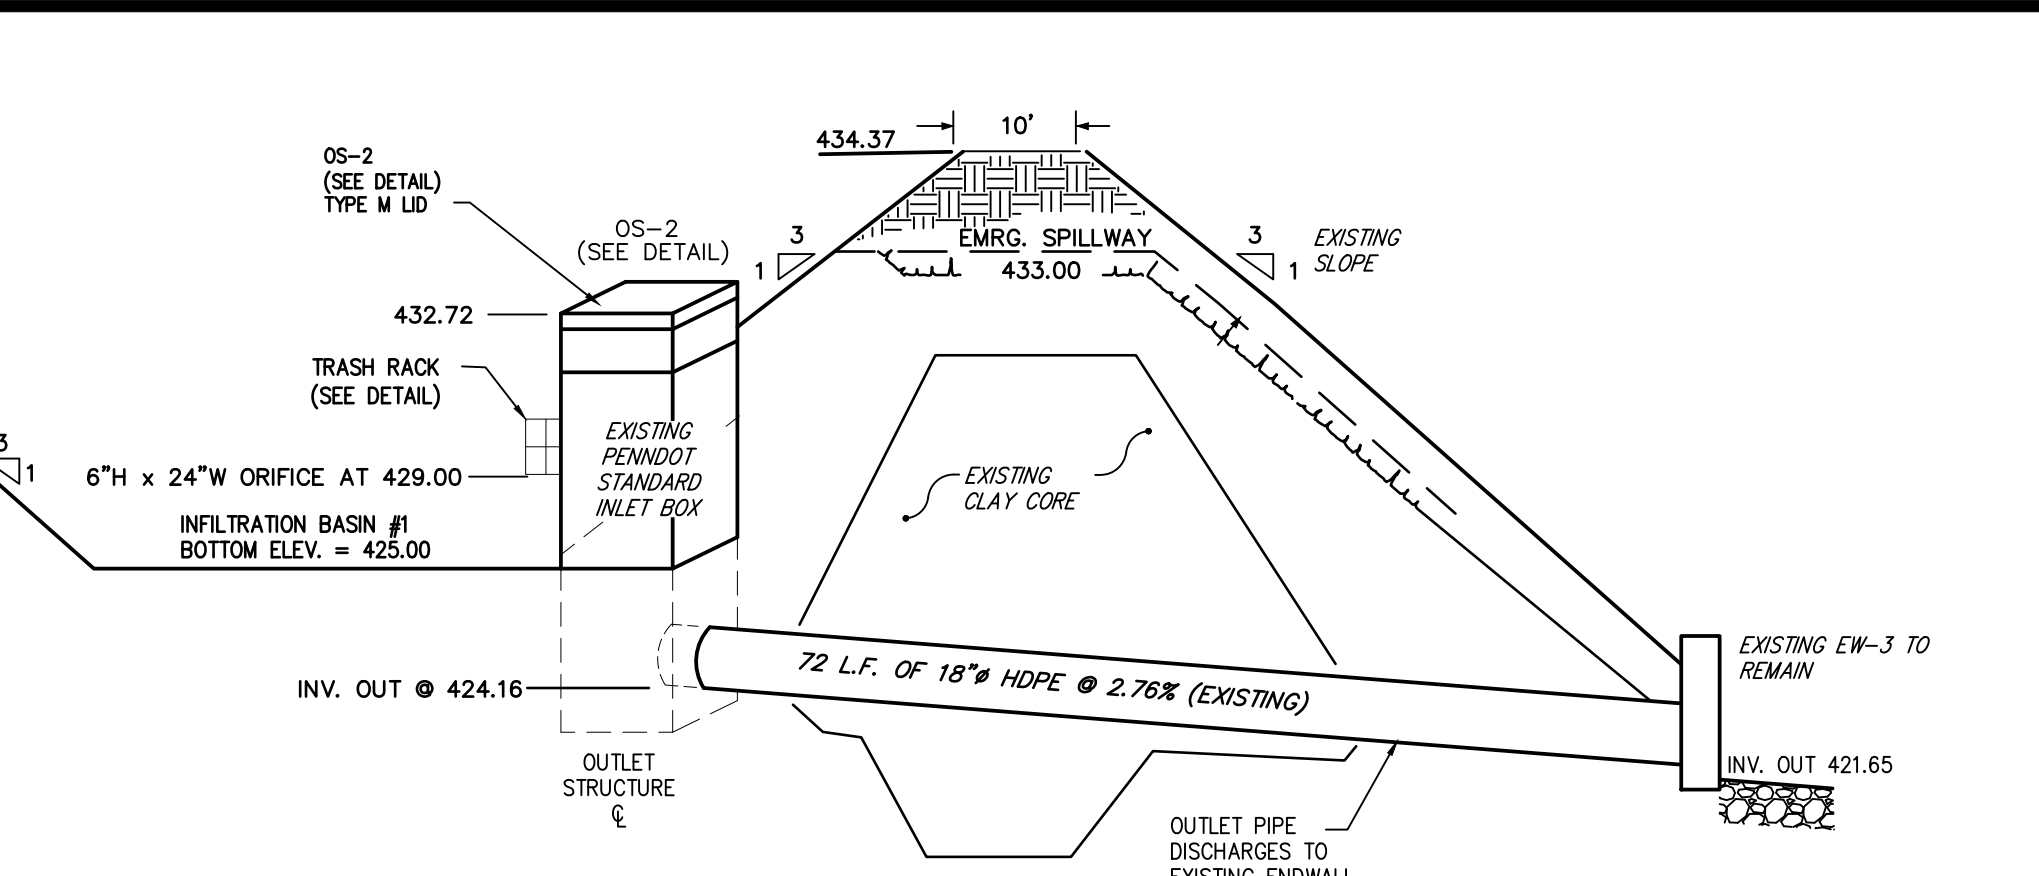 434.37
10'
OS-2
(SEE DETAIL)
TYPE M LID
OS-2
(SEE DETAIL)
3
1
EMRG. SPILLWAY
433.00
3
1
EXISTING
SLOPE
432.72
TRASH RACK
(SEE DETAIL)
3
1
6"H x 24"W ORIFICE AT 429.00
EXISTING
PENNDOT
STANDARD
INLET BOX
EXISTING
CLAY CORE
INFILTRATION BASIN #1
BOTTOM ELEV. = 425.00
INV. OUT @ 424.16
72 L.F. OF 18"ø HDPE @ 2.76% (EXISTING)
EXISTING EW-3 TO
REMAIN
INV. OUT 421.65
OUTLET
STRUCTURE
℄
OUTLET PIPE
DISCHARGES TO
EXISTING ENDWALL